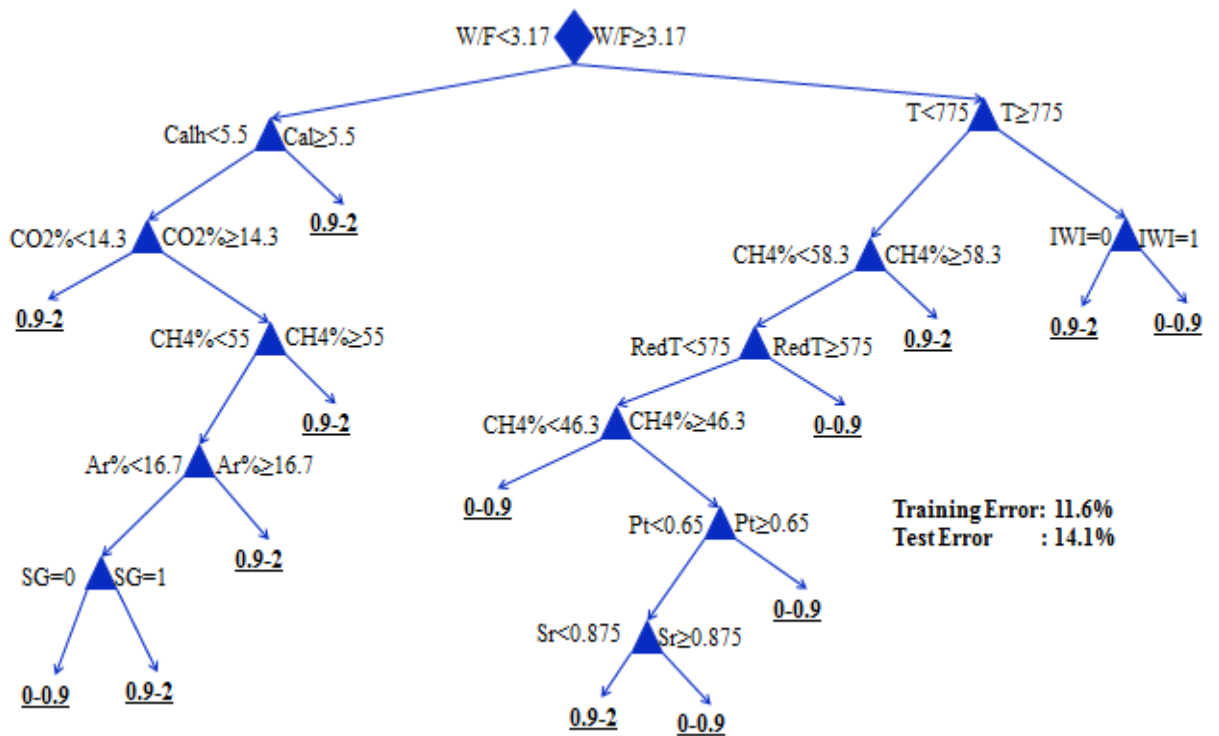 W/F<3.17 W/F≥3.17
T<775 T≥775
Calh<5.5 Cal≥5.5
0.9-2
CO2%<14.3 CO2%≥14.3
IWI=0 IWI=1
CH4%<58.3 CH4%≥58.3
0.9-2
0.9-2
0.9-2
0-0.9
CH4%<55 CH4%≥55
RedT<575 RedT≥575
0.9-2
0-0.9
CH4%<46.3 CH4%≥46.3
Ar%<16.7 Ar%≥16.7
0-0.9
Training Error: 11.6%
Test Error : 14.1%
Pt<0.65 Pt≥0.65
0.9-2
SG=0 SG=1
0-0.9
Sr<0.875 Sr≥0.875
0-0.9
0.9-2
0.9-2
0-0.9